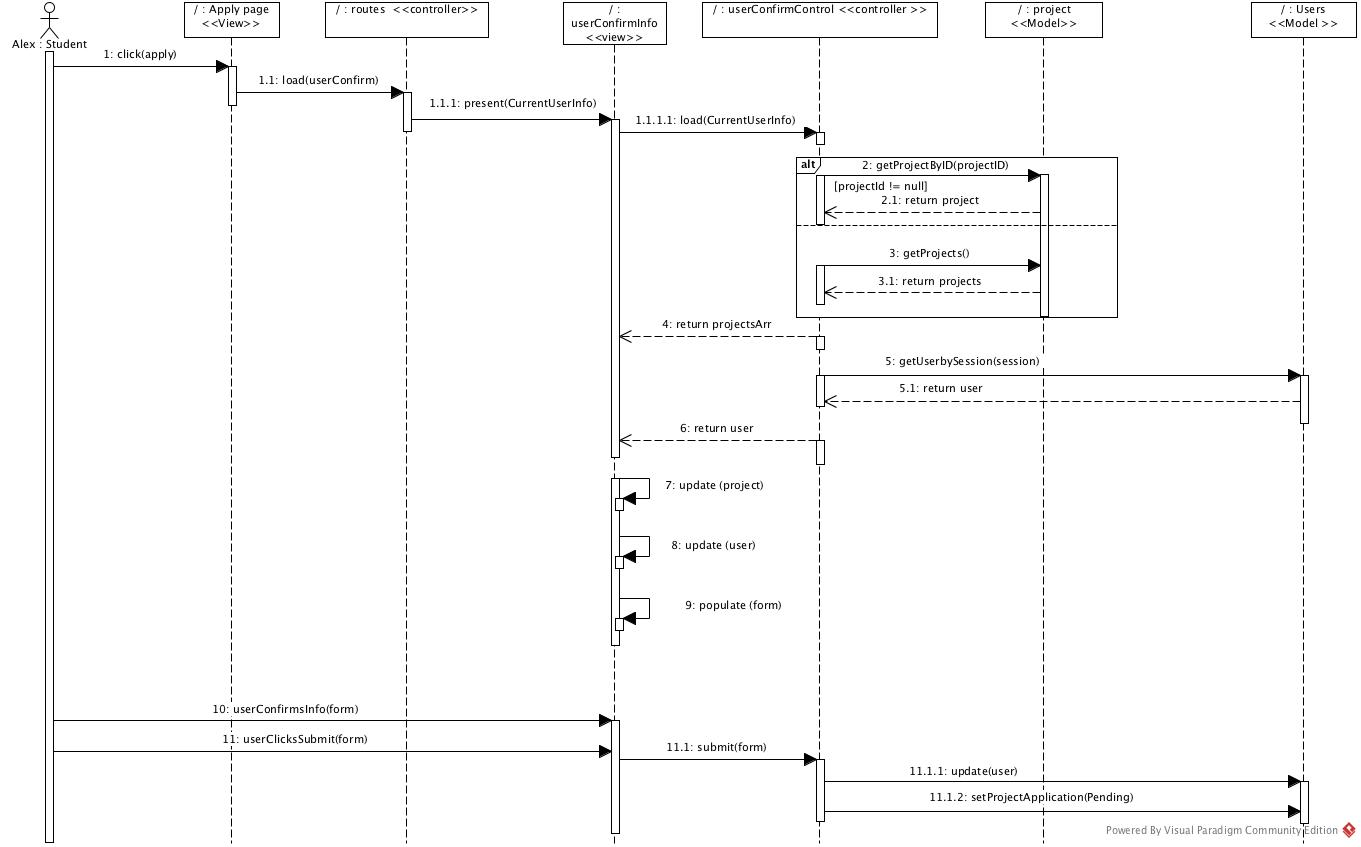 Alex : Student
/ : Apply page
<<View>>
/ : routes <<controller>>
/ :
userConfirmInfo
<<view>>
/ : userConfirmControl <<controller >>
/ : project
<<Model>>
/ : Users
<<Model >>
1: click(apply)
1.1: load(userConfirm)
1.1.1: present(CurrentUserInfo)
1.1.1.1: load(CurrentUserInfo)
alt
2: getProjectByID(projectID)
[projectId != null]
2.1: return project
3: getProjects()
3.1: return projects
4: return projectsArr
5: getUserbySession(session)
5.1: return user
6: return user
7: update (project)
8: update (user)
9: populate (form)
10: userConfirmsInfo(form)
11: userClicksSubmit(form)
11.1: submit(form)
11.1.1: update(user)
11.1.2: setProjectApplication(Pending)
Powered By Visual Paradigm Community Edition